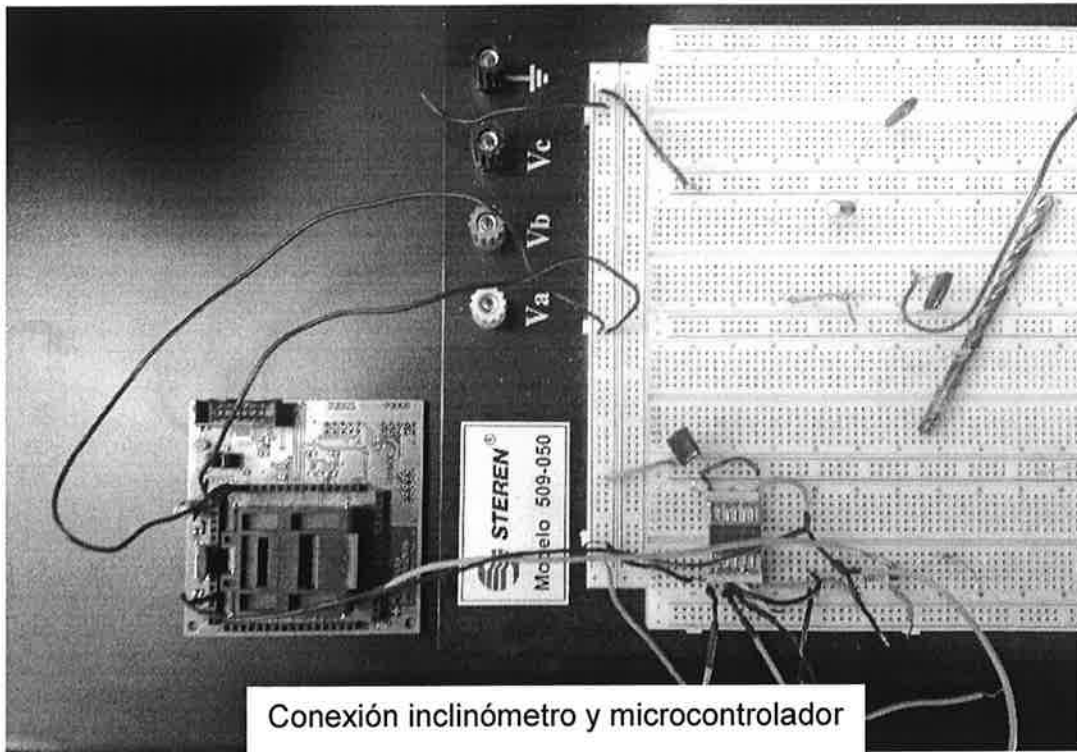 Vc
Vb
Va
STEREN®
Modelo 509-050
Conexión inclinómetro y microcontrolador